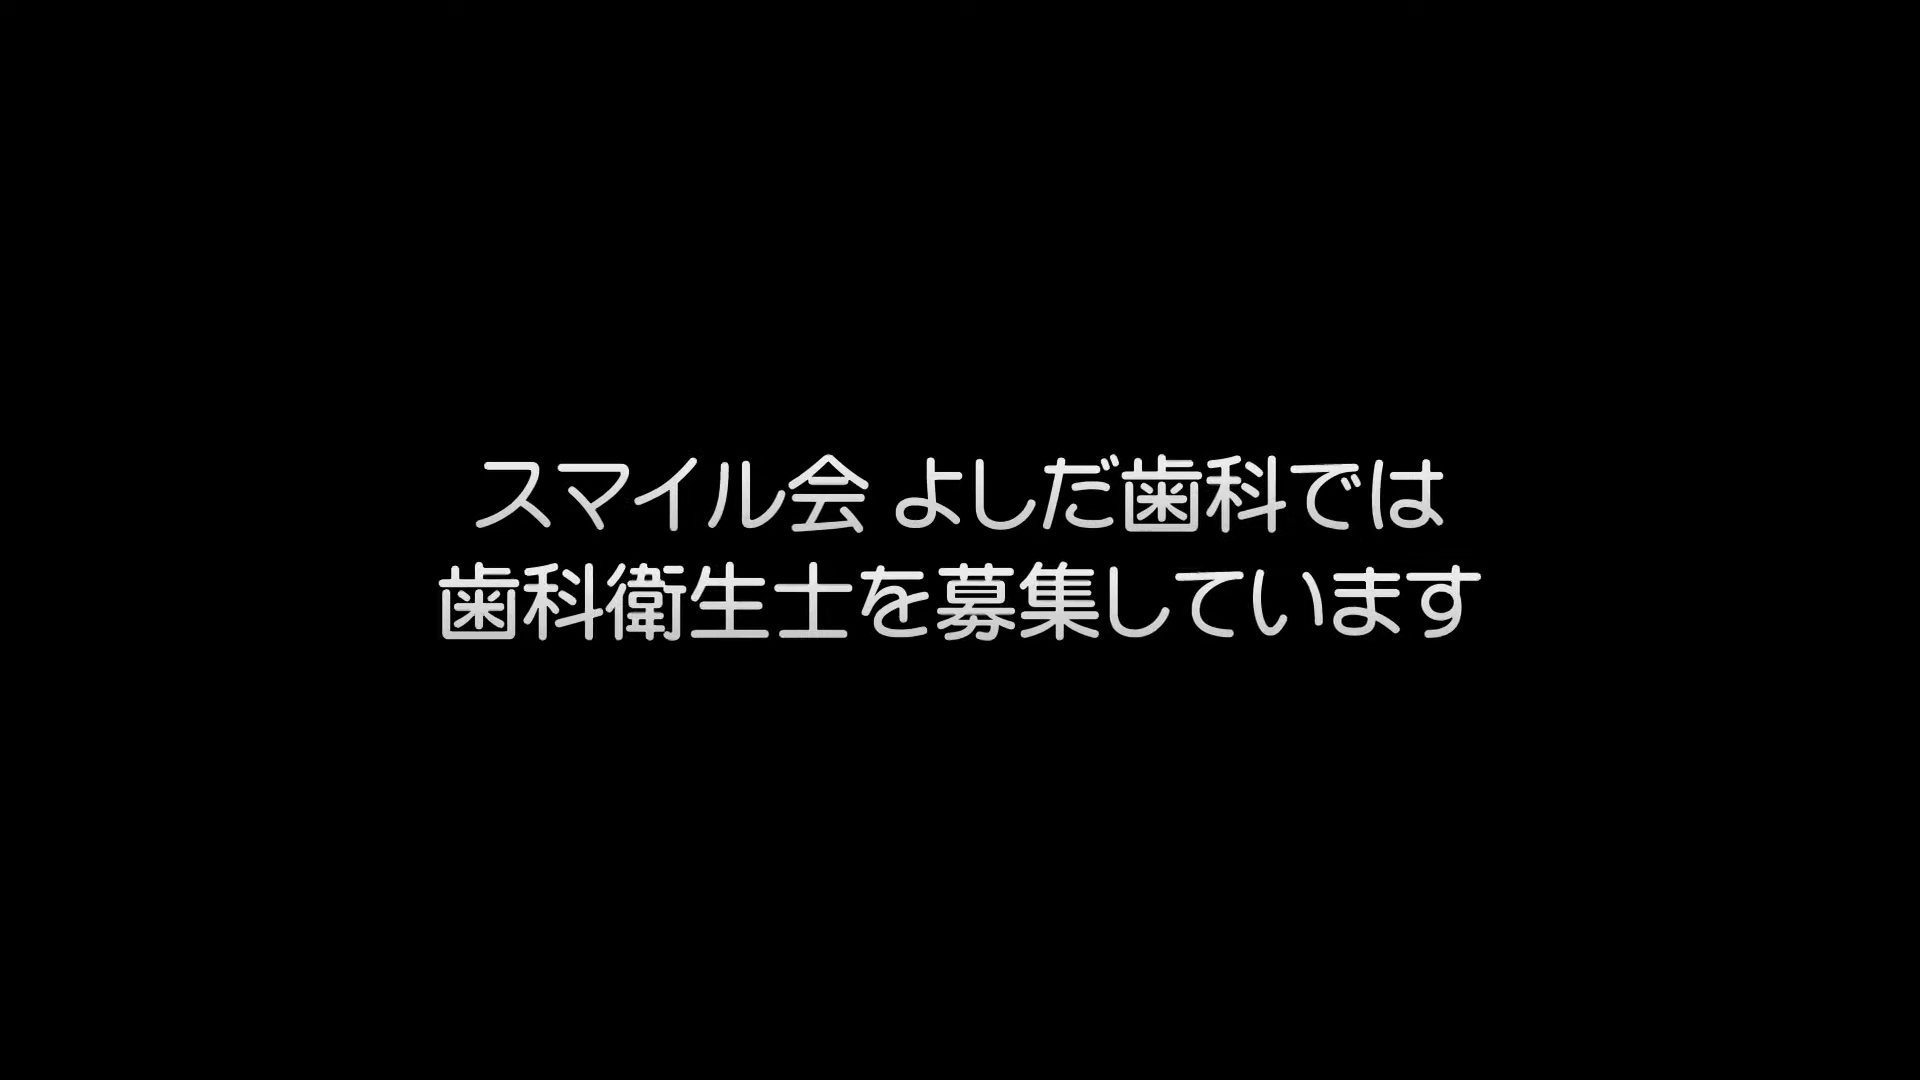 スマイル会 よしだ歯科では
歯科衛生士を募集しています